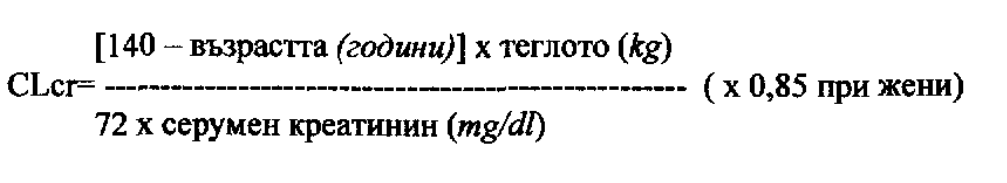 [140 – възрастта (години)] x теглото (kg)
CLcr= ---------------------------------------------------- ( x 0,85 при жени)
72 x серумен креатинин (mg/dl)